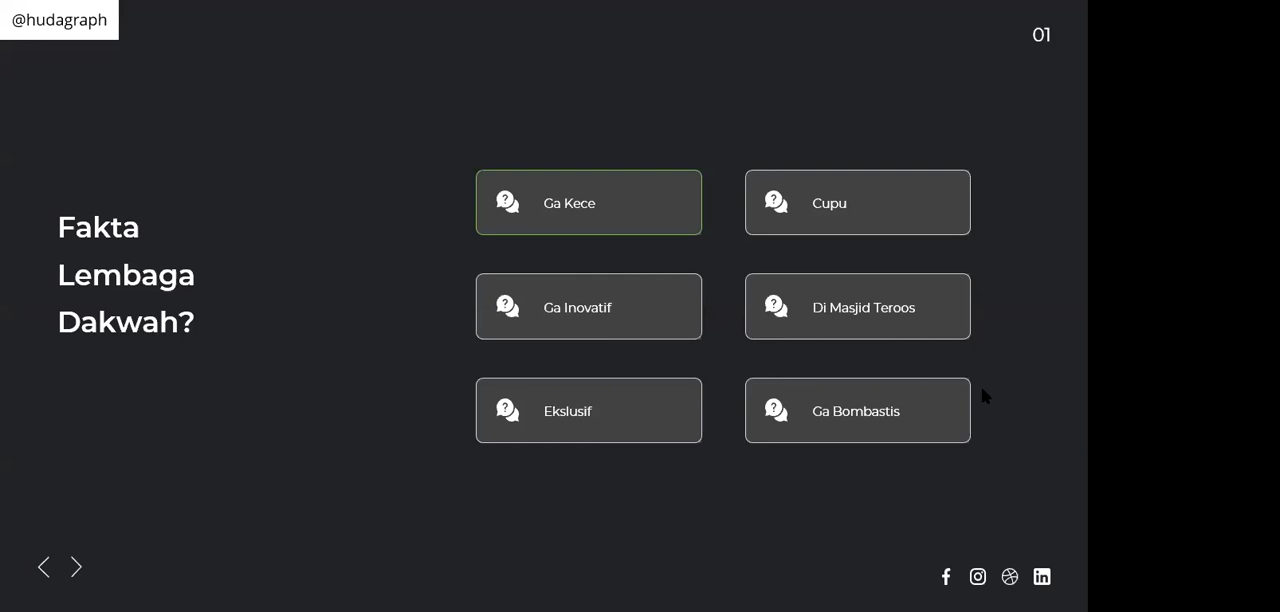 @hudagraph
01
Fakta
Lembaga
Dakwah?
Ga Kece
Cupu
Ga Inovatif
Di Masjid Teroos
Ekslusif
Ga Bombastis